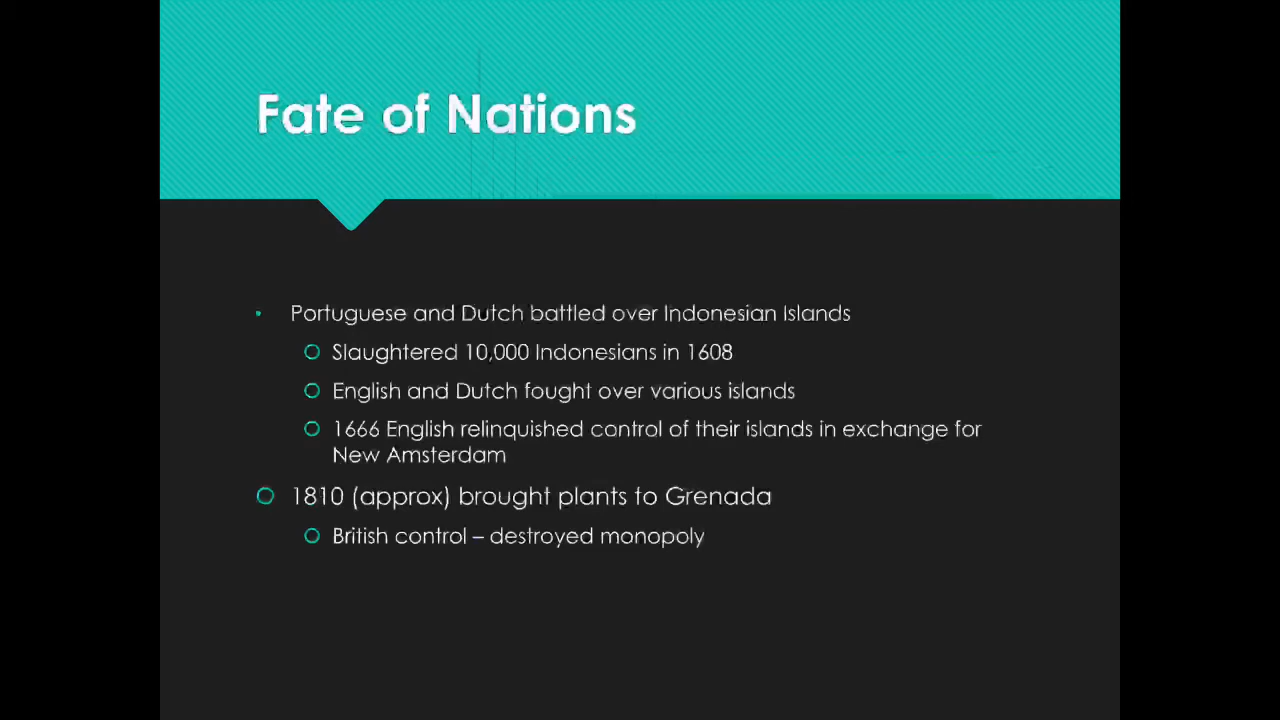 Fate of Nations
• Portuguese and Dutch battled over Indonesian Islands
Slaughtered 10,000 Indonesians in 1608
English and Dutch fought over various islands
1666 English relinquished control of their islands in exchange for
New Amsterdam
1810 (approx) brought plants to Grenada
British control – destroyed monopoly